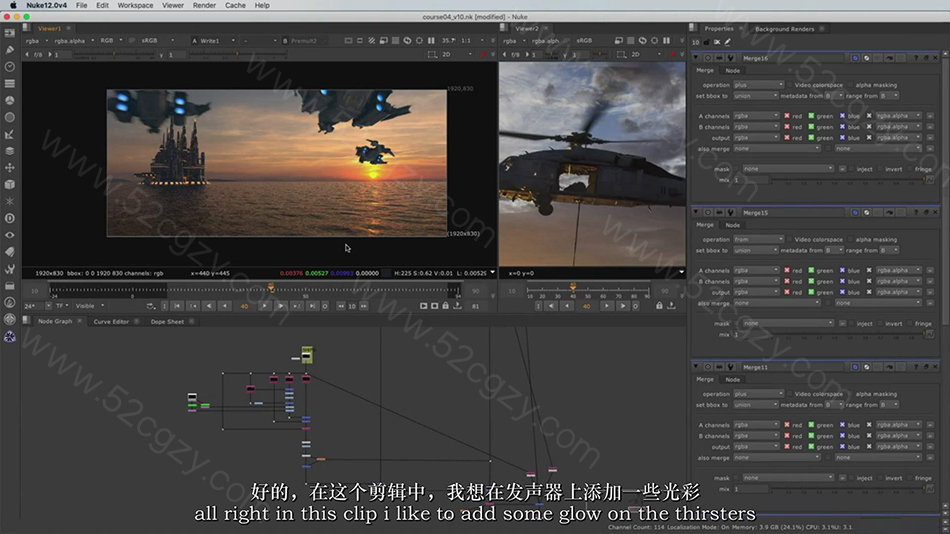 Nuke12.0v4 File Edit Workspace Viewer Render Cache Help
course04_v10.nk [modified] - Nuke
Viewer1
Viewer2
Properties
Background Renders
rgba rgba.alpha RGB sRGB A Write1 B Premult2 35.7 1:1
rgba rgba.alpha sRGB
f/8 1 Y 1 2D
f/8 1 Y 1 2D
10
1920,830
(1920x830)
1920x830 bbox: 0 0 1920 830 channels: rgb x=440 y=445 0.00376 0.00527 0.00993 0.00000 H:225 S:0.62 V:0.01 L: 0.00529
x=0 y=0
24* TF Visible 40 10 81
Node Graph
Curve Editor
Dope Sheet
Merge16
Merge Node
operation plus Video colorspace alpha masking
set bbox to union metadata from B range from B
A channels rgba red green blue rgba.alpha
B channels rgba red green blue rgba.alpha
output rgba red green blue rgba.alpha
also merge none none
mask none inject invert fringe
mix 1
Merge15
Merge Node
operation from Video colorspace alpha masking
set bbox to union metadata from B range from B
A channels rgba red green blue rgba.alpha
B channels rgba red green blue rgba.alpha
output rgba red green blue rgba.alpha
also merge none none
mask none inject invert fringe
mix 1
Merge11
Merge Node
operation plus Video colorspace alpha masking
set bbox to union metadata from B range from B
A channels rgba red green blue rgba.alpha
B channels rgba red green blue rgba.alpha
output rgba red green blue rgba.alpha
also merge none none
mask none inject invert fringe
mix 1
好的，在这个剪辑中，我想在发声器上添加一些光彩
all right in this clip i like to add some glow on the thirsters
Channel Count: 114 Localization Mode: On Memory: 3.9 GB (24.1%) CPU: 3.1%
www.52cgzy.com